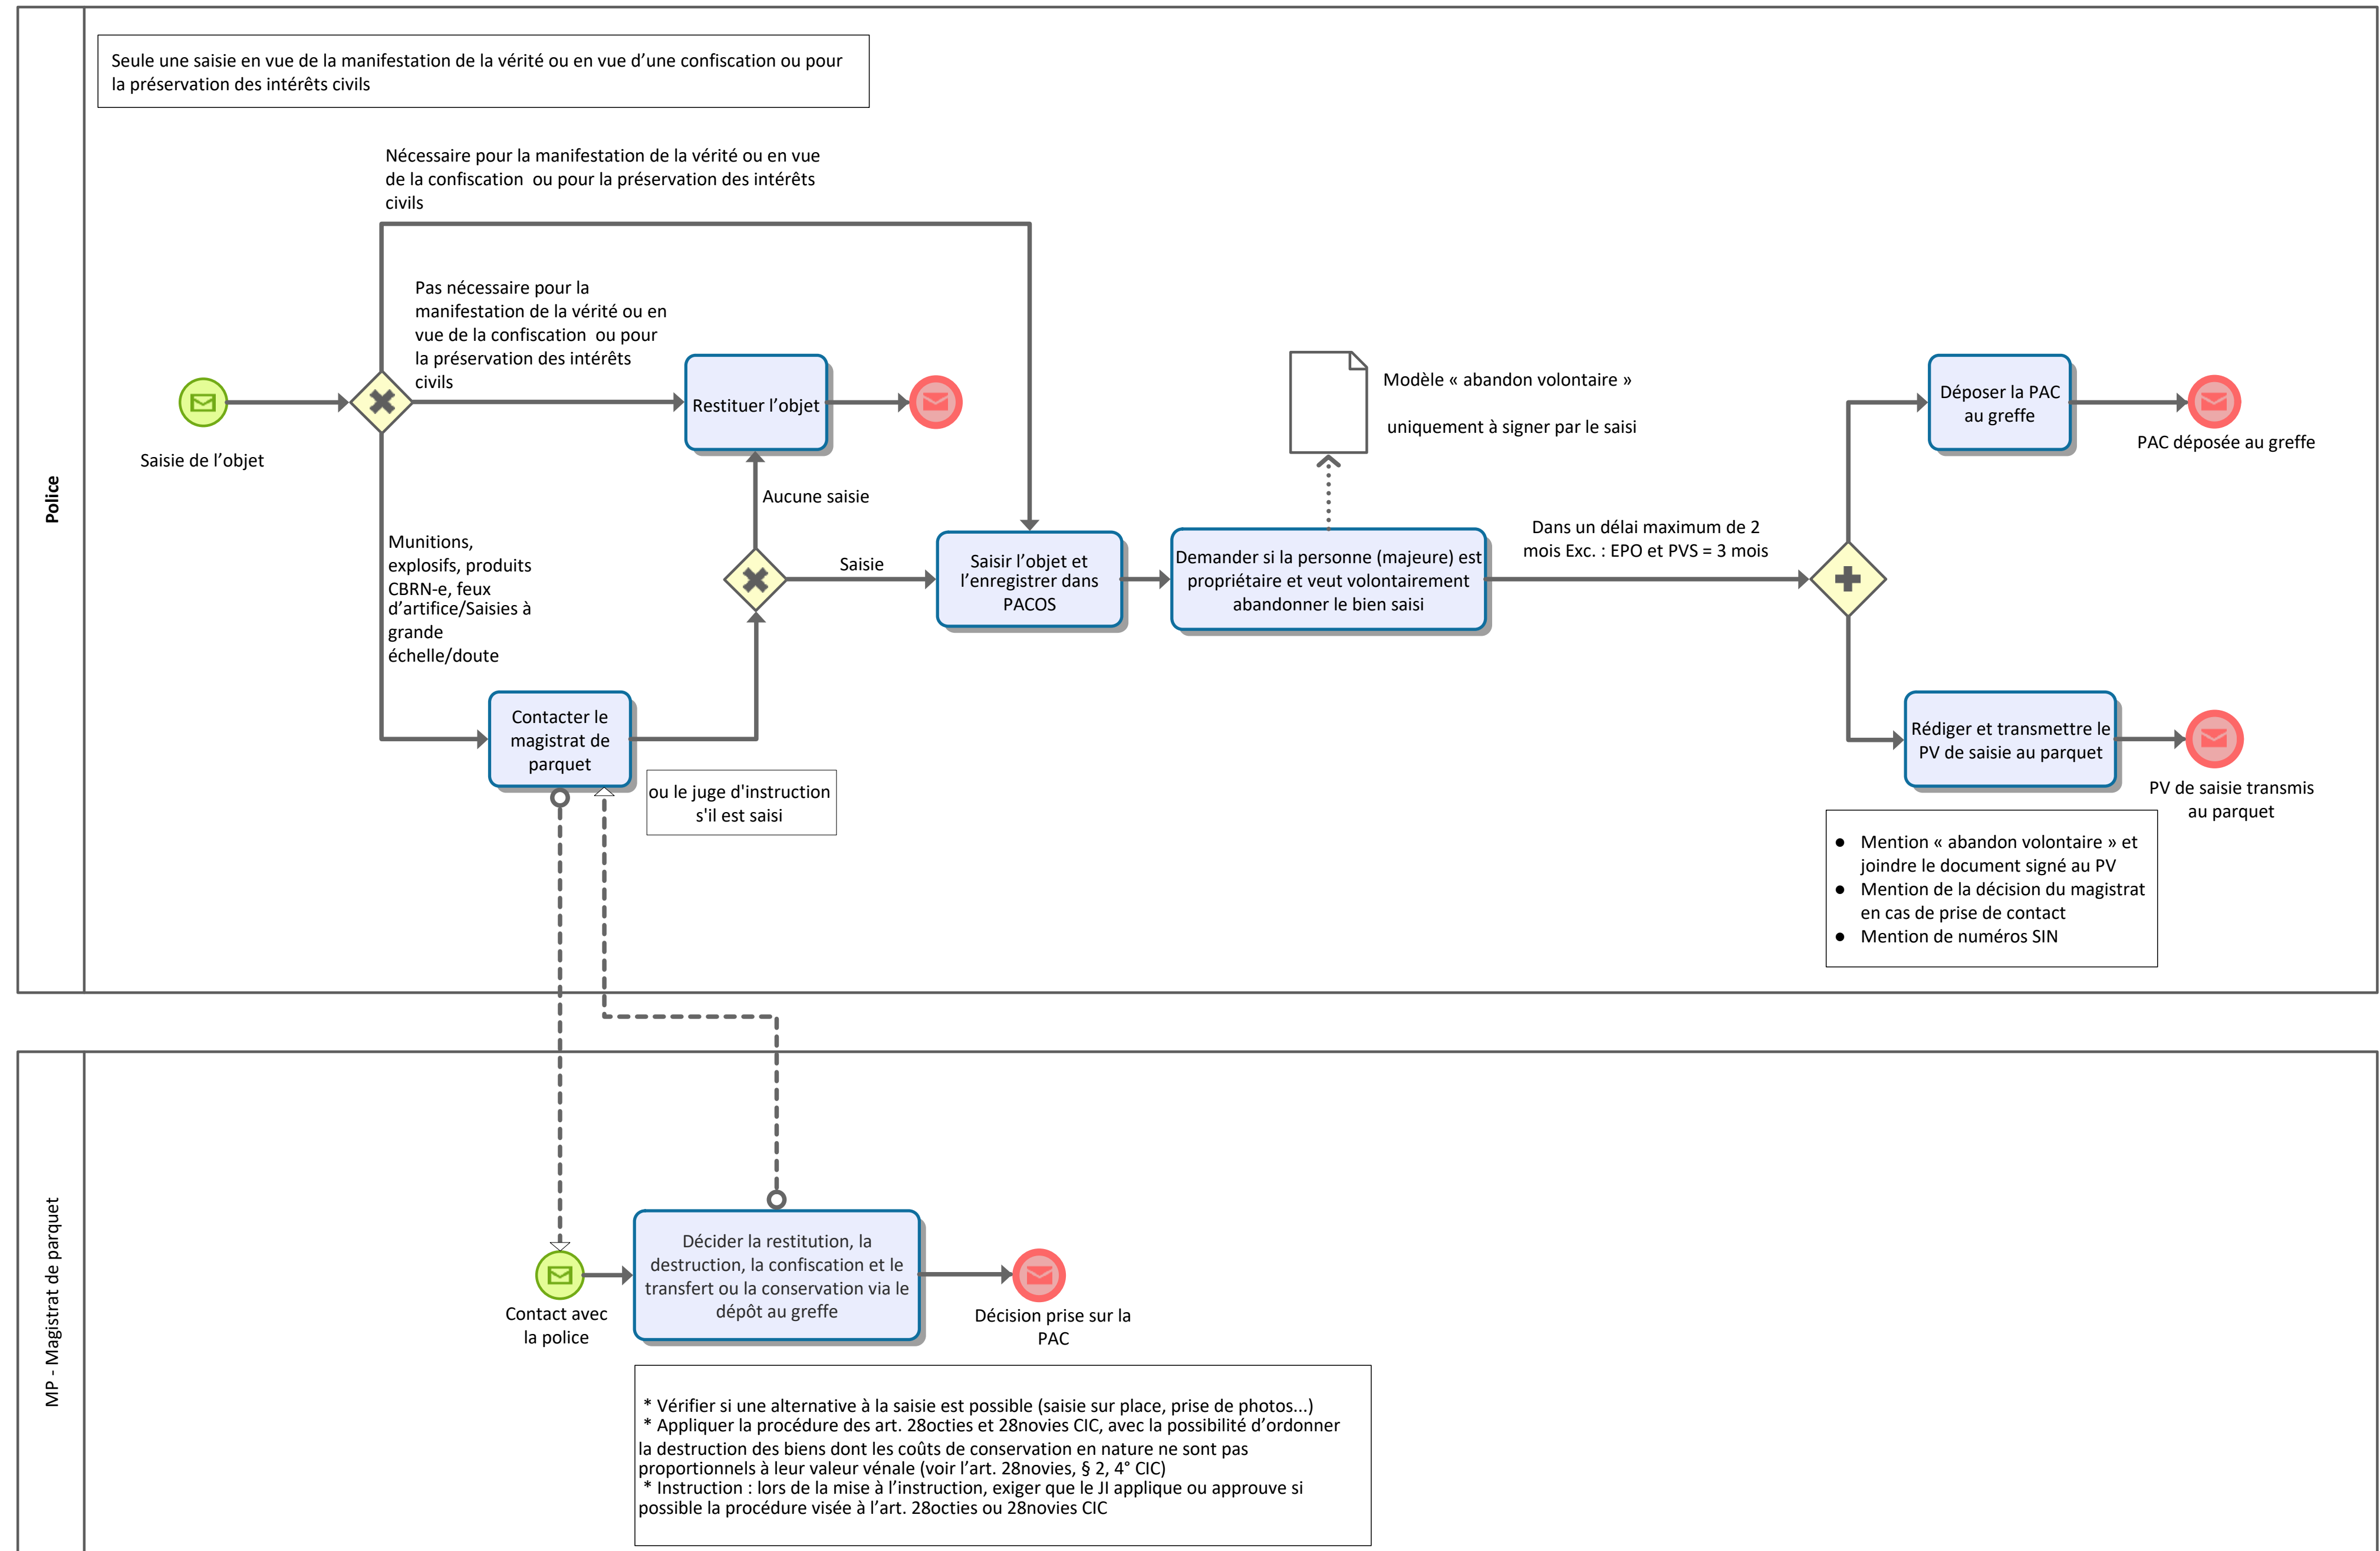 Police
Seule une saisie en vue de la manifestation de la vérité ou en vue d’une confiscation ou pour
la préservation des intérêts civils
Nécessaire pour la manifestation de la vérité ou en vue
de la confiscation  ou pour la préservation des intérêts
civils
Pas nécessaire pour la
manifestation de la vérité ou en
vue de la confiscation  ou pour
la préservation des intérêts
civils
Saisie de l’objet
Restituer l’objet
Aucune saisie
Munitions,
explosifs, produits
CBRN-e, feux
d’artifice/Saisies à
grande
échelle/doute
Saisie
Contacter le
magistrat de
parquet
ou le juge d'instruction
s'il est saisi
Saisir l’objet et
l’enregistrer dans
PACOS
Modèle « abandon volontaire »
uniquement à signer par le saisi
Demander si la personne (majeure) est
propriétaire et veut volontairement
abandonner le bien saisi
Dans un délai maximum de 2
mois Exc. : EPO et PVS = 3 mois
Déposer la PAC
au greffe
PAC déposée au greffe
Rédiger et transmettre le
PV de saisie au parquet
PV de saisie transmis
au parquet
● Mention « abandon volontaire » et
joindre le document signé au PV
● Mention de la décision du magistrat
en cas de prise de contact
● Mention de numéros SIN
MP - Magistrat de parquet
Contact avec
la police
Décider la restitution, la
destruction, la confiscation et le
transfert ou la conservation via le
dépôt au greffe
Décision prise sur la
PAC
* Vérifier si une alternative à la saisie est possible (saisie sur place, prise de photos...)
* Appliquer la procédure des art. 28octies et 28novies CIC, avec la possibilité d’ordonner
la destruction des biens dont les coûts de conservation en nature ne sont pas
proportionnels à leur valeur vénale (voir l’art. 28novies, § 2, 4° CIC)
* Instruction : lors de la mise à l’instruction, exiger que le JI applique ou approuve si
possible la procédure visée à l’art. 28octies ou 28novies CIC